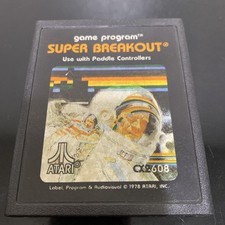 game program™
SUPER BREAKOUT®
Use with Paddle Controllers
ATARI®
CX2608
Label, Program & Audiovisual © 1978 ATARI, INC.